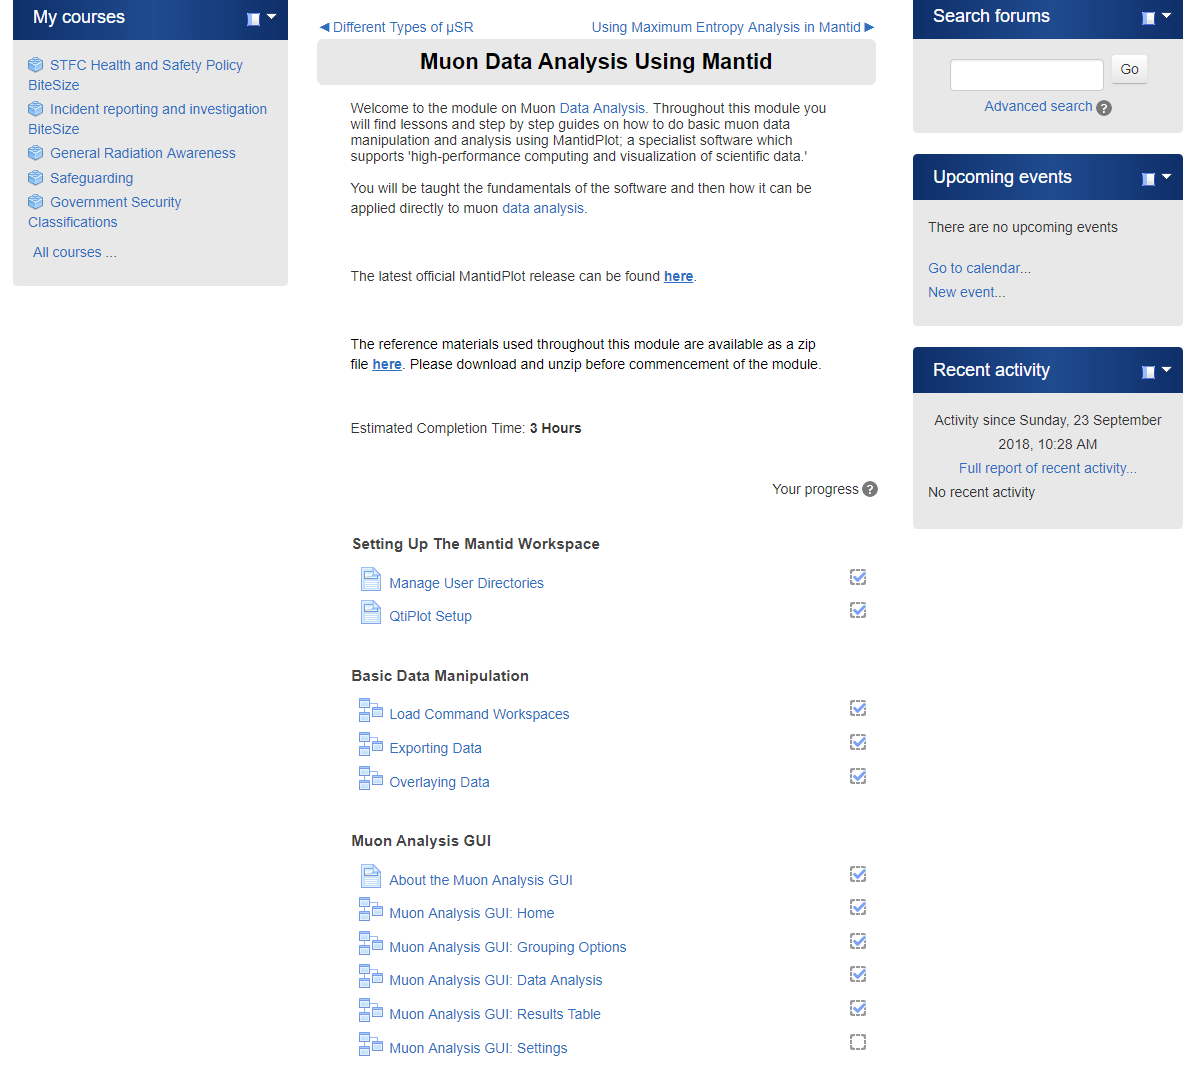 My courses
STFC Health and Safety Policy
BiteSize
Incident reporting and investigation
BiteSize
General Radiation Awareness
Safeguarding
Government Security
Classifications
All courses ...
◀ Different Types of µSR
Using Maximum Entropy Analysis in Mantid ▶
Muon Data Analysis Using Mantid
Welcome to the module on Muon Data Analysis. Throughout this module you
will find lessons and step by step guides on how to do basic muon data
manipulation and analysis using MantidPlot; a specialist software which
supports 'high-performance computing and visualization of scientific data.'
You will be taught the fundamentals of the software and then how it can be
applied directly to muon data analysis.
The latest official MantidPlot release can be found here.
The reference materials used throughout this module are available as a zip
file here. Please download and unzip before commencement of the module.
Estimated Completion Time: 3 Hours
Your progress ?
Setting Up The Mantid Workspace
Manage User Directories
QtiPlot Setup
Basic Data Manipulation
Load Command Workspaces
Exporting Data
Overlaying Data
Muon Analysis GUI
About the Muon Analysis GUI
Muon Analysis GUI: Home
Muon Analysis GUI: Grouping Options
Muon Analysis GUI: Data Analysis
Muon Analysis GUI: Results Table
Muon Analysis GUI: Settings
Search forums
Go
Advanced search ?
Upcoming events
There are no upcoming events
Go to calendar...
New event...
Recent activity
Activity since Sunday, 23 September
2018, 10:28 AM
Full report of recent activity...
No recent activity